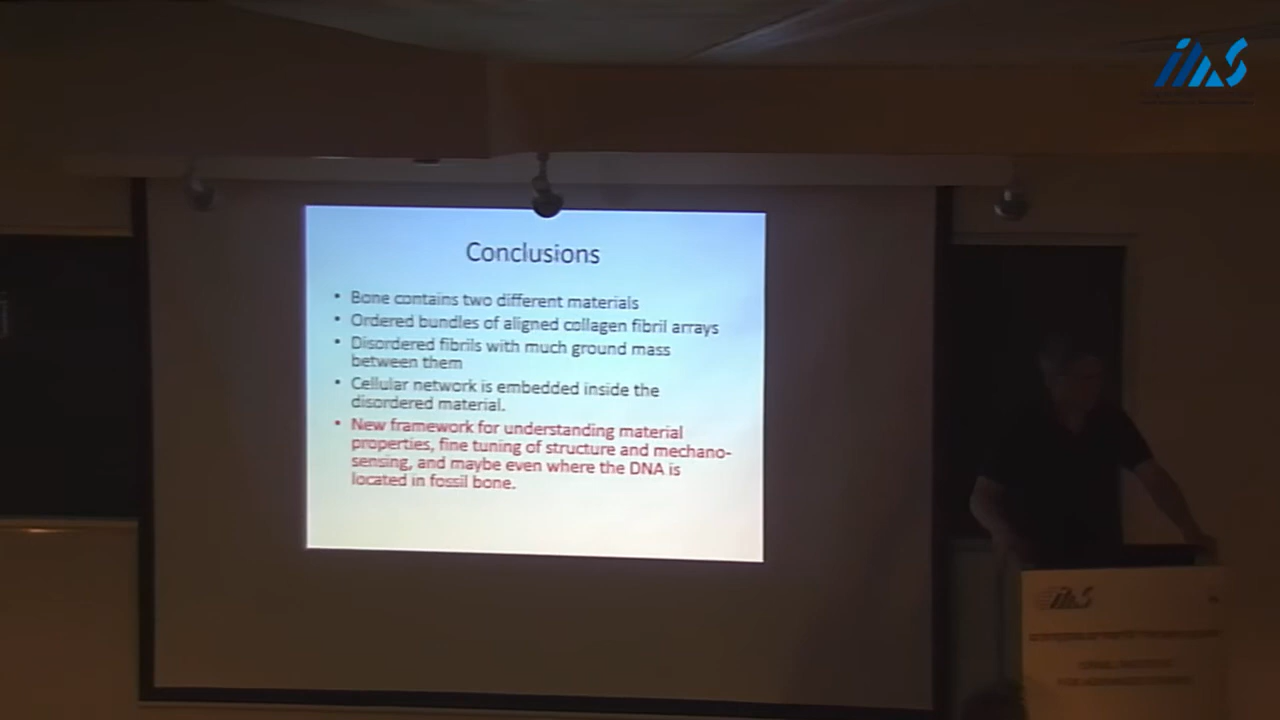 iias
Conclusions
• Bone contains two different materials
• Ordered bundles of aligned collagen fibril arrays
• Disordered fibrils with much ground mass
between them
• Cellular network is embedded inside the
disordered material.
• New framework for understanding material
properties, fine tuning of structure and mechano-
sensing, and maybe even where the DNA is
located in fossil bone.
iias